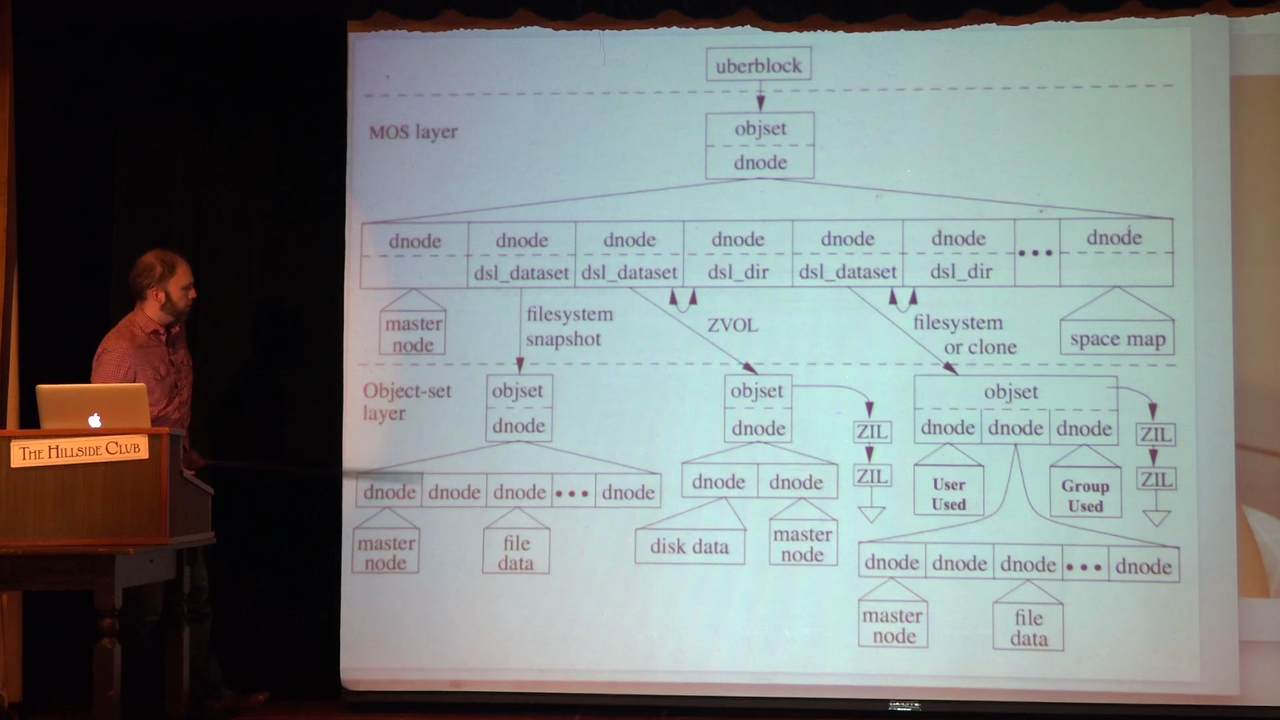 uberblock
MOS layer
objset
dnode
dnode dnode dnode dnode dnode dnode ••• dnode
dsl_dataset dsl_dataset dsl_dir dsl_dataset dsl_dir
master
node
filesystem
snapshot
ZVOL
filesystem
or clone
space map
Object-set
layer
objset
dnode
objset
dnode
ZIL
ZIL
objset
dnode dnode dnode
ZIL
ZIL
User
Used
Group
Used
dnode dnode dnode ••• dnode
master
node
file
data
dnode dnode
disk data
master
node
dnode dnode dnode ••• dnode
master
node
file
data
THE HILLSIDE CLUB